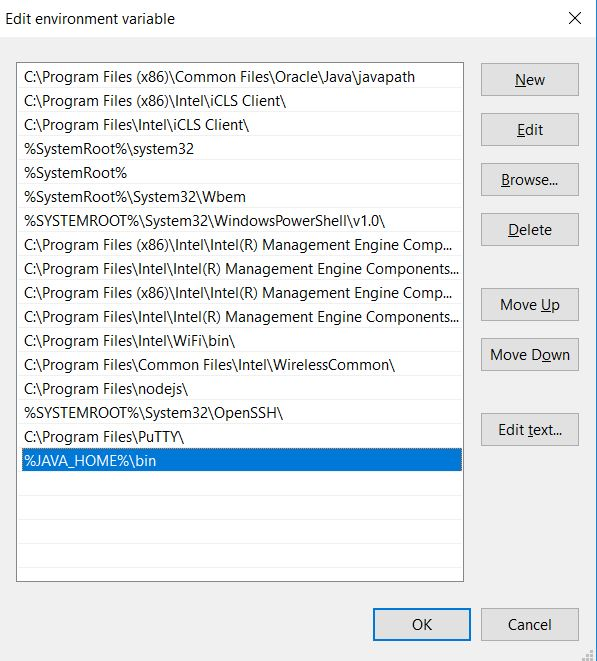 Edit environment variable
C:\Program Files (x86)\Common Files\Oracle\Java\javapath
New
C:\Program Files (x86)\Intel\iCLS Client\
C:\Program Files\Intel\iCLS Client\
Edit
%SystemRoot%\system32
%SystemRoot%
Browse...
%SystemRoot%\System32\Wbem
%SYSTEMROOT%\System32\WindowsPowerShell\v1.0\
Delete
C:\Program Files (x86)\Intel\Intel(R) Management Engine Comp...
C:\Program Files\Intel\Intel(R) Management Engine Components...
C:\Program Files (x86)\Intel\Intel(R) Management Engine Comp...
Move Up
C:\Program Files\Intel\Intel(R) Management Engine Components...
C:\Program Files\Intel\WiFi\bin\
Move Down
C:\Program Files\Common Files\Intel\WirelessCommon\
C:\Program Files\nodejs\
%SYSTEMROOT%\System32\OpenSSH\
Edit text...
C:\Program Files\PuTTY\
%JAVA_HOME%\bin
OK
Cancel